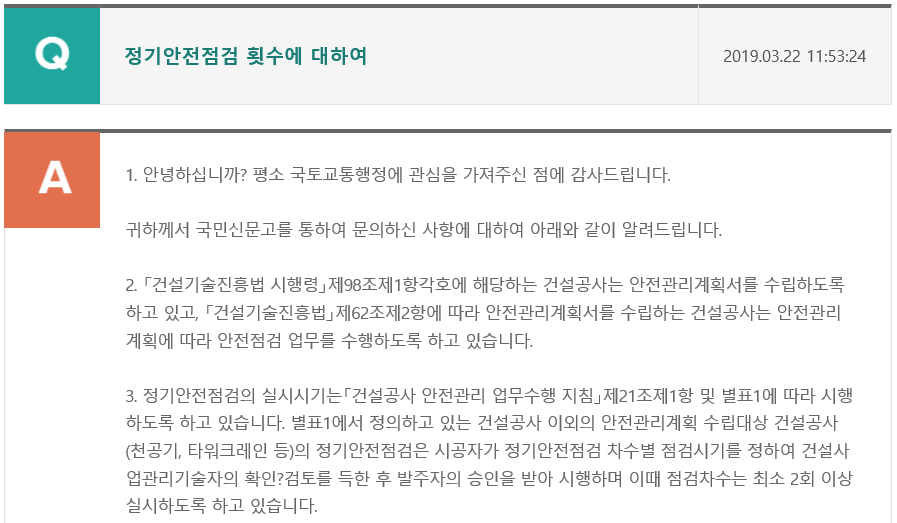 Q
정기안전점검 횟수에 대하여
2019.03.22 11:53:24
A
1. 안녕하십니까? 평소 국토교통행정에 관심을 가져주신 점에 감사드립니다.
귀하께서 국민신문고를 통하여 문의하신 사항에 대하여 아래와 같이 알려드립니다.
2. ｢건설기술진흥법 시행령｣제98조제1항각호에 해당하는 건설공사는 안전관리계획서를 수립하도록
하고 있고, ｢건설기술진흥법｣제62조제2항에 따라 안전관리계획서를 수립하는 건설공사는 안전관리
계획에 따라 안전점검 업무를 수행하도록 하고 있습니다.
3. 정기안전점검의 실시시기는｢건설공사 안전관리 업무수행 지침｣제21조제1항 및 별표1에 따라 시행
하도록 하고 있습니다. 별표1에서 정의하고 있는 건설공사 이외의 안전관리계획 수립대상 건설공사
(천공기, 타워크레인 등)의 정기안전점검은 시공자가 정기안전점검 차수별 점검시기를 정하여 건설사
업관리기술자의 확인?검토를 득한 후 발주자의 승인을 받아 시행하며 이때 점검차수는 최소 2회 이상
실시하도록 하고 있습니다.